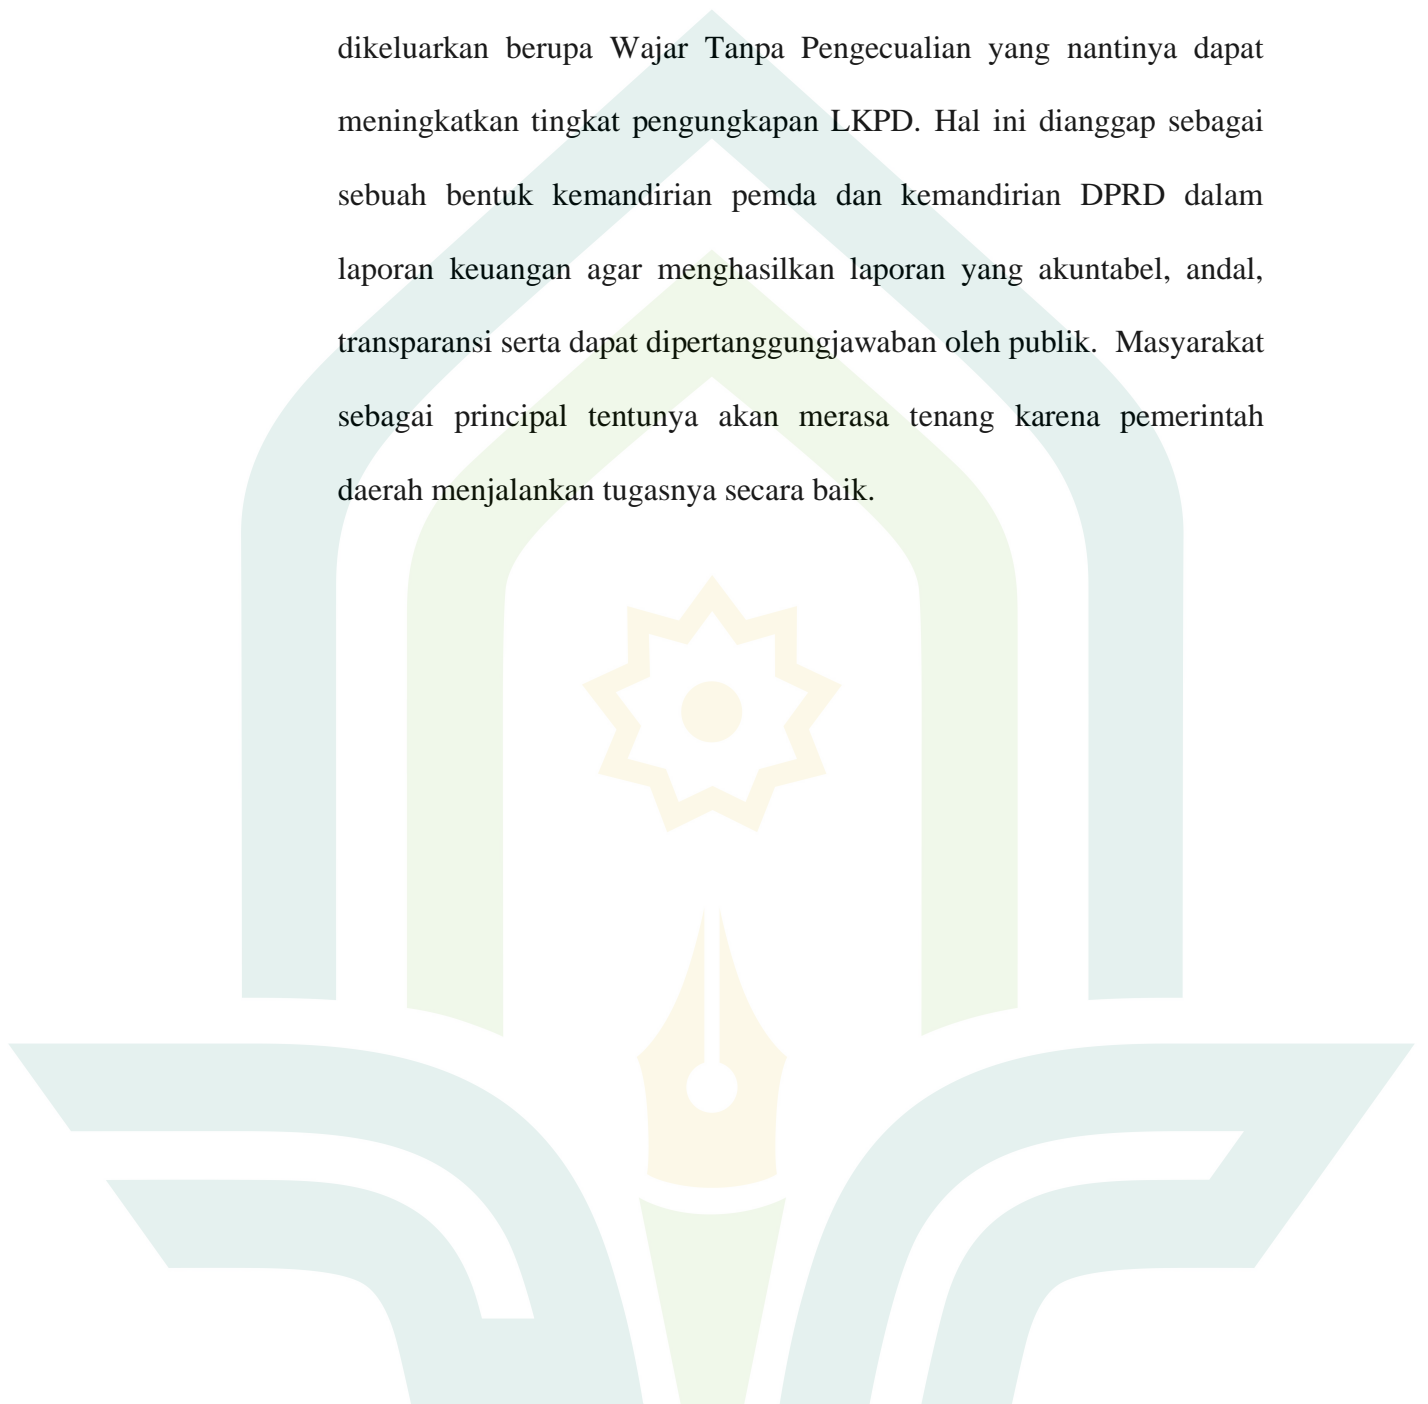 dikeluarkan berupa Wajar Tanpa Pengecualian yang nantinya dapat
meningkatkan tingkat pengungkapan LKPD. Hal ini dianggap sebagai
sebuah bentuk kemandirian pemda dan kemandirian DPRD dalam
laporan keuangan agar menghasilkan laporan yang akuntabel, andal,
transparansi serta dapat dipertanggungjawaban oleh publik. Masyarakat
sebagai principal tentunya akan merasa tenang karena pemerintah
daerah menjalankan tugasnya secara baik.